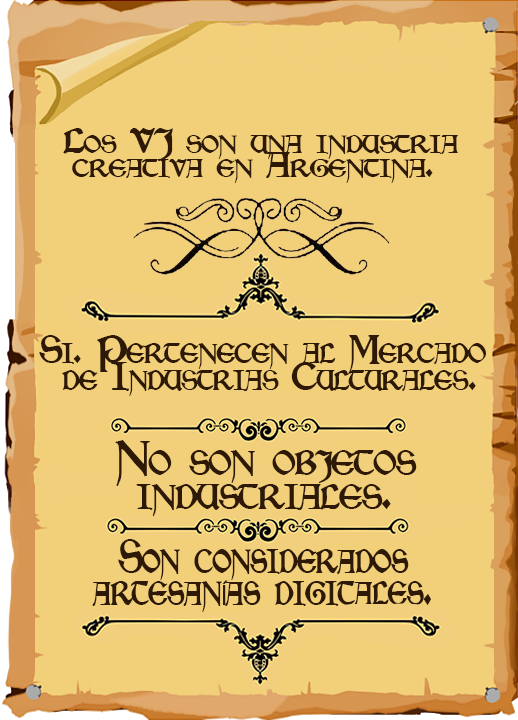 Los VJ son una industria
creativa en Argentina.
Si. Pertenecen al Mercado
de Industrias Culturales.
No son objetos
industriales.
Son considerados
artesanías digitales.